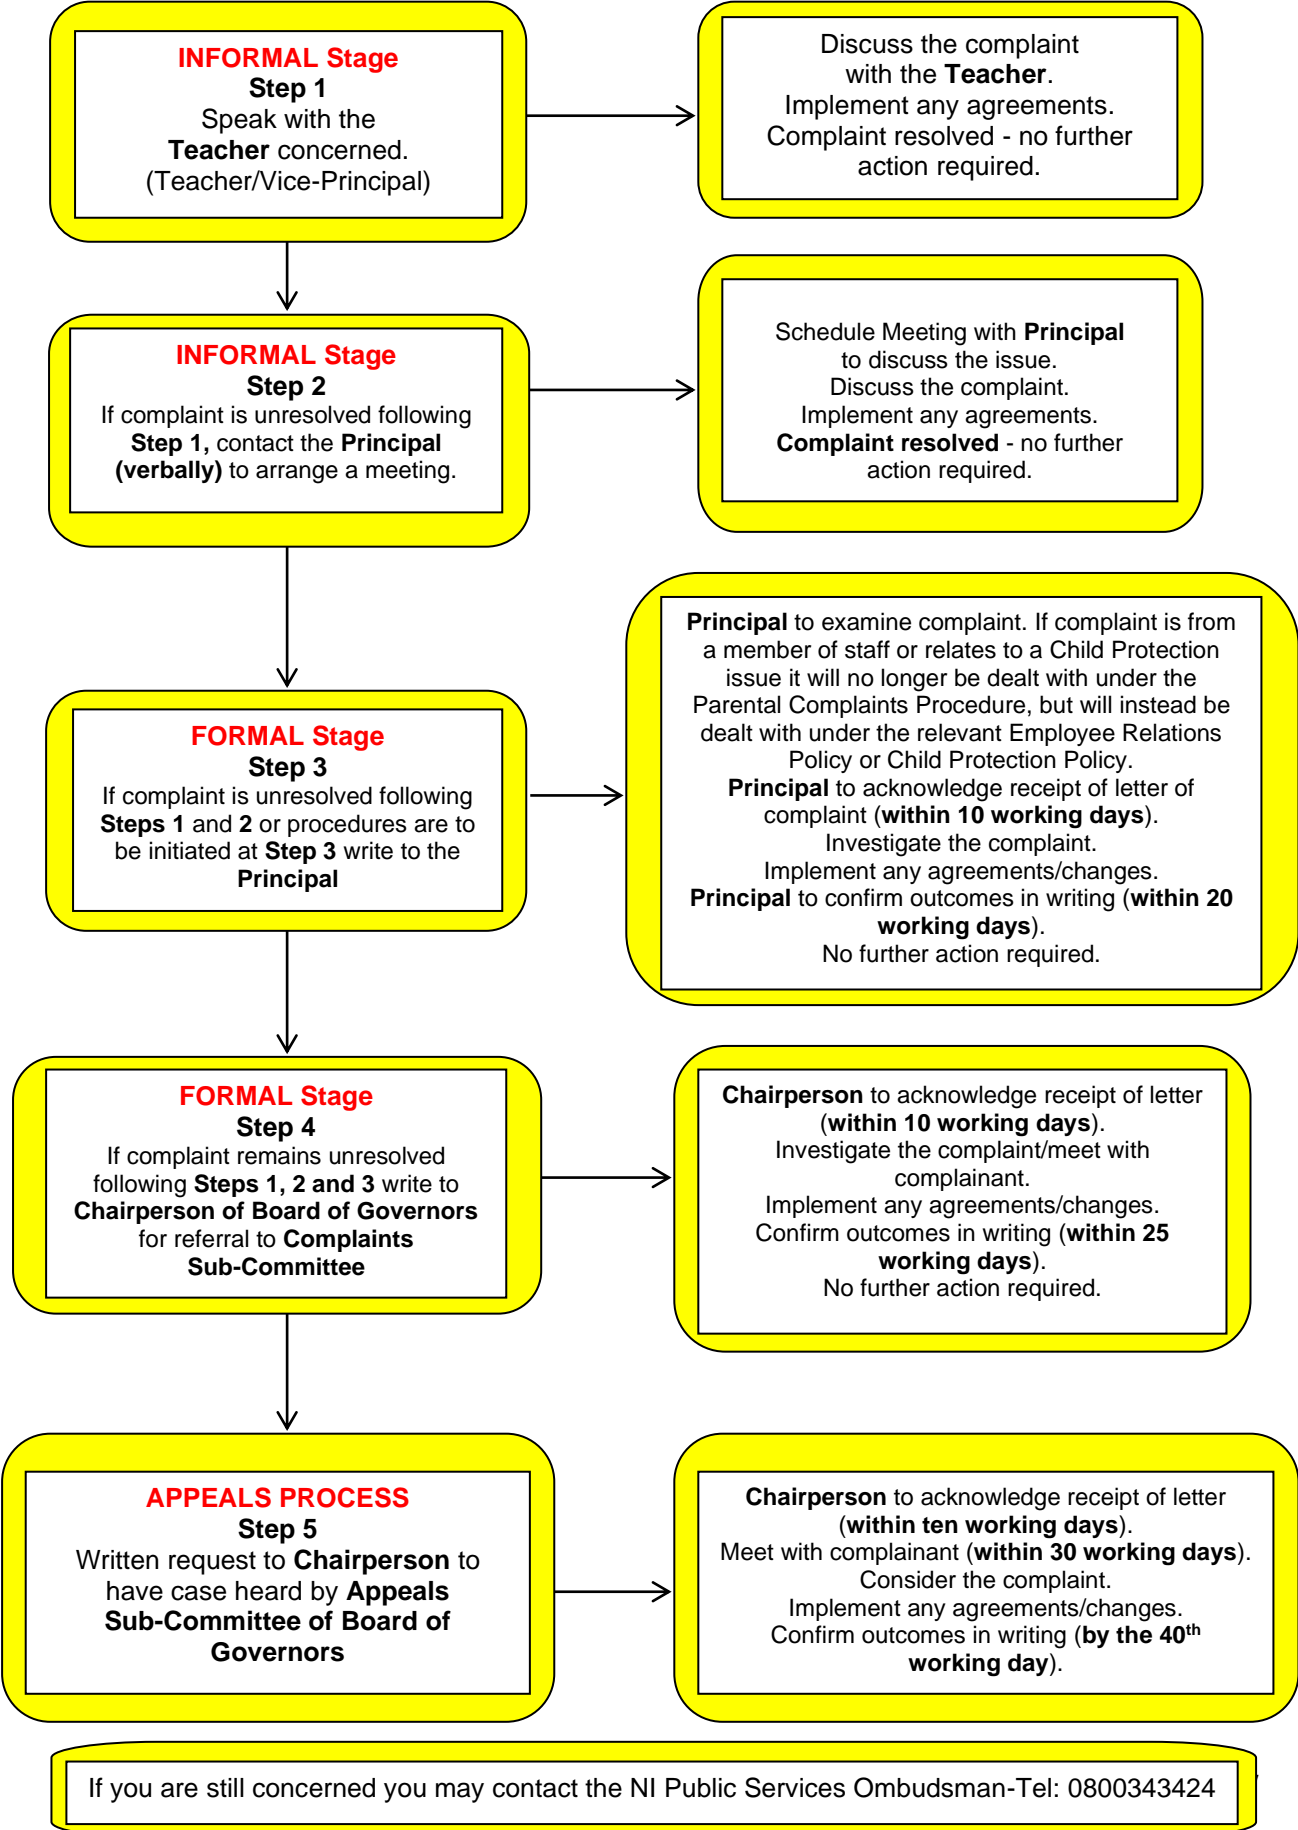 INFORMAL Stage
Step 1
Speak with the
Teacher concerned.
(Teacher/Vice-Principal)
Discuss the complaint
with the Teacher.
Implement any agreements.
Complaint resolved - no further
action required.
INFORMAL Stage
Step 2
If complaint is unresolved following
Step 1, contact the Principal
(verbally) to arrange a meeting.
Schedule Meeting with Principal
to discuss the issue.
Discuss the complaint.
Implement any agreements.
Complaint resolved - no further
action required.
FORMAL Stage
Step 3
If complaint is unresolved following
Steps 1 and 2 or procedures are to
be initiated at Step 3 write to the
Principal
Principal to examine complaint. If complaint is from
a member of staff or relates to a Child Protection
issue it will no longer be dealt with under the
Parental Complaints Procedure, but will instead be
dealt with under the relevant Employee Relations
Policy or Child Protection Policy.
Principal to acknowledge receipt of letter of
complaint (within 10 working days).
Investigate the complaint.
Implement any agreements/changes.
Principal to confirm outcomes in writing (within 20
working days).
No further action required.
FORMAL Stage
Step 4
If complaint remains unresolved
following Steps 1, 2 and 3 write to
Chairperson of Board of Governors
for referral to Complaints
Sub-Committee
Chairperson to acknowledge receipt of letter
(within 10 working days).
Investigate the complaint/meet with
complainant.
Implement any agreements/changes.
Confirm outcomes in writing (within 25
working days).
No further action required.
APPEALS PROCESS
Step 5
Written request to Chairperson to
have case heard by Appeals
Sub-Committee of Board of
Governors
Chairperson to acknowledge receipt of letter
(within ten working days).
Meet with complainant (within 30 working days).
Consider the complaint.
Implement any agreements/changes.
Confirm outcomes in writing (by the 40th
working day).
If you are still concerned you may contact the NI Public Services Ombudsman-Tel: 0800343424